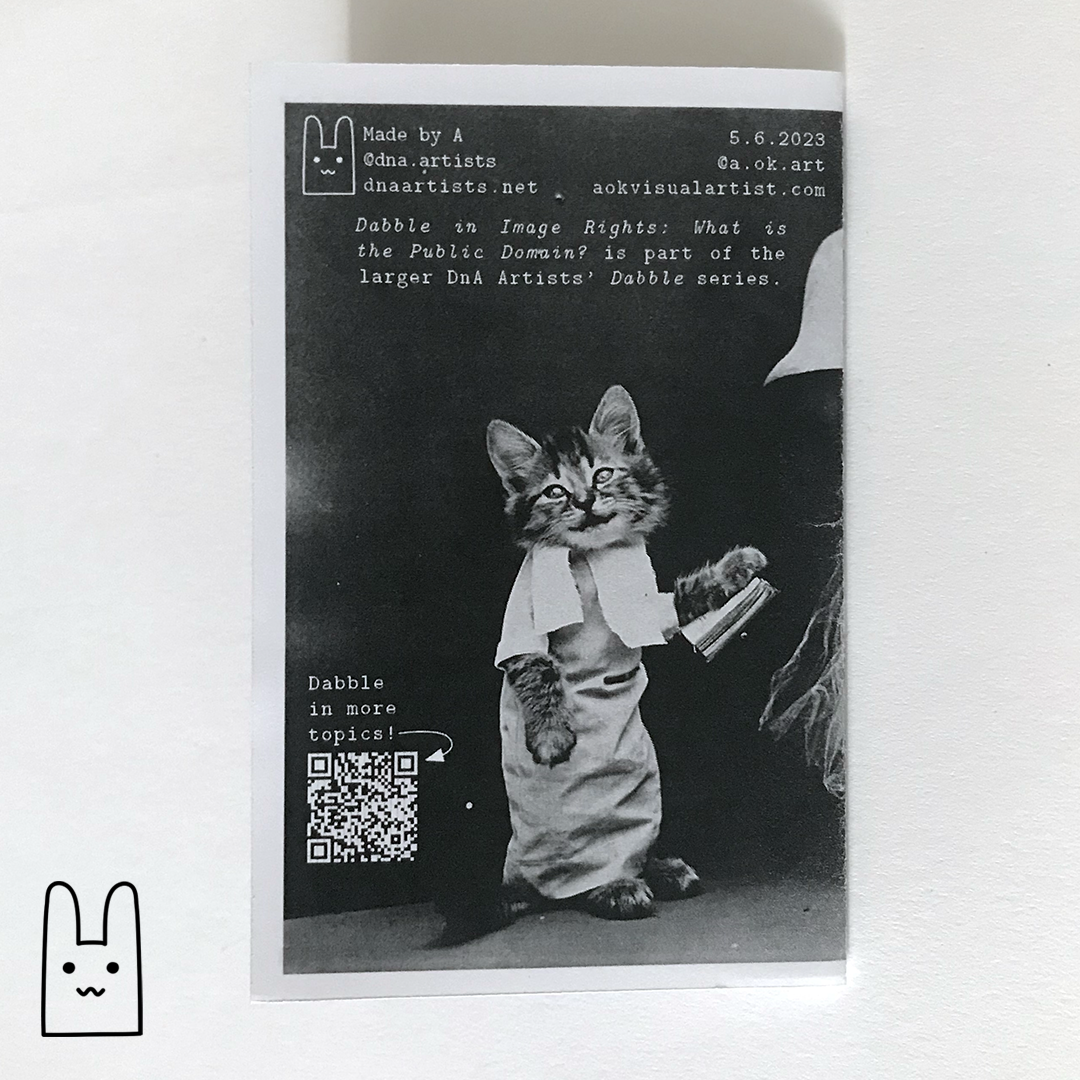 Made by A
@dna.artists
dnaartists.net
5.6.2023
@a.ok.art
aokvisualartist.com
Dabble in Image Rights: What is
the Public Domain? is part of the
larger DnA Artists' Dabble series.
Dabble
in more
topics!